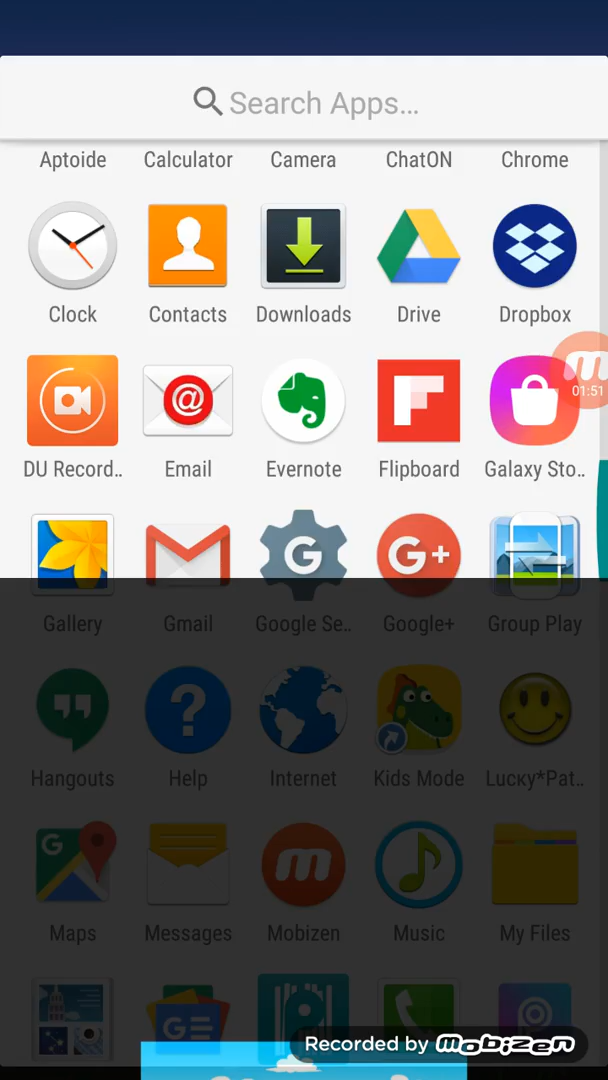 Search Apps...
Aptoide Calculator Camera ChatON Chrome
Clock Contacts Downloads Drive Dropbox
01:51
DU Record.. Email Evernote Flipboard Galaxy Sto..
Gallery Gmail Google Se.. Google+ Group Play
Hangouts Help Internet Kids Mode Lucкy*Pat..
Maps Messages Mobizen Music My Files
Recorded by mobizen